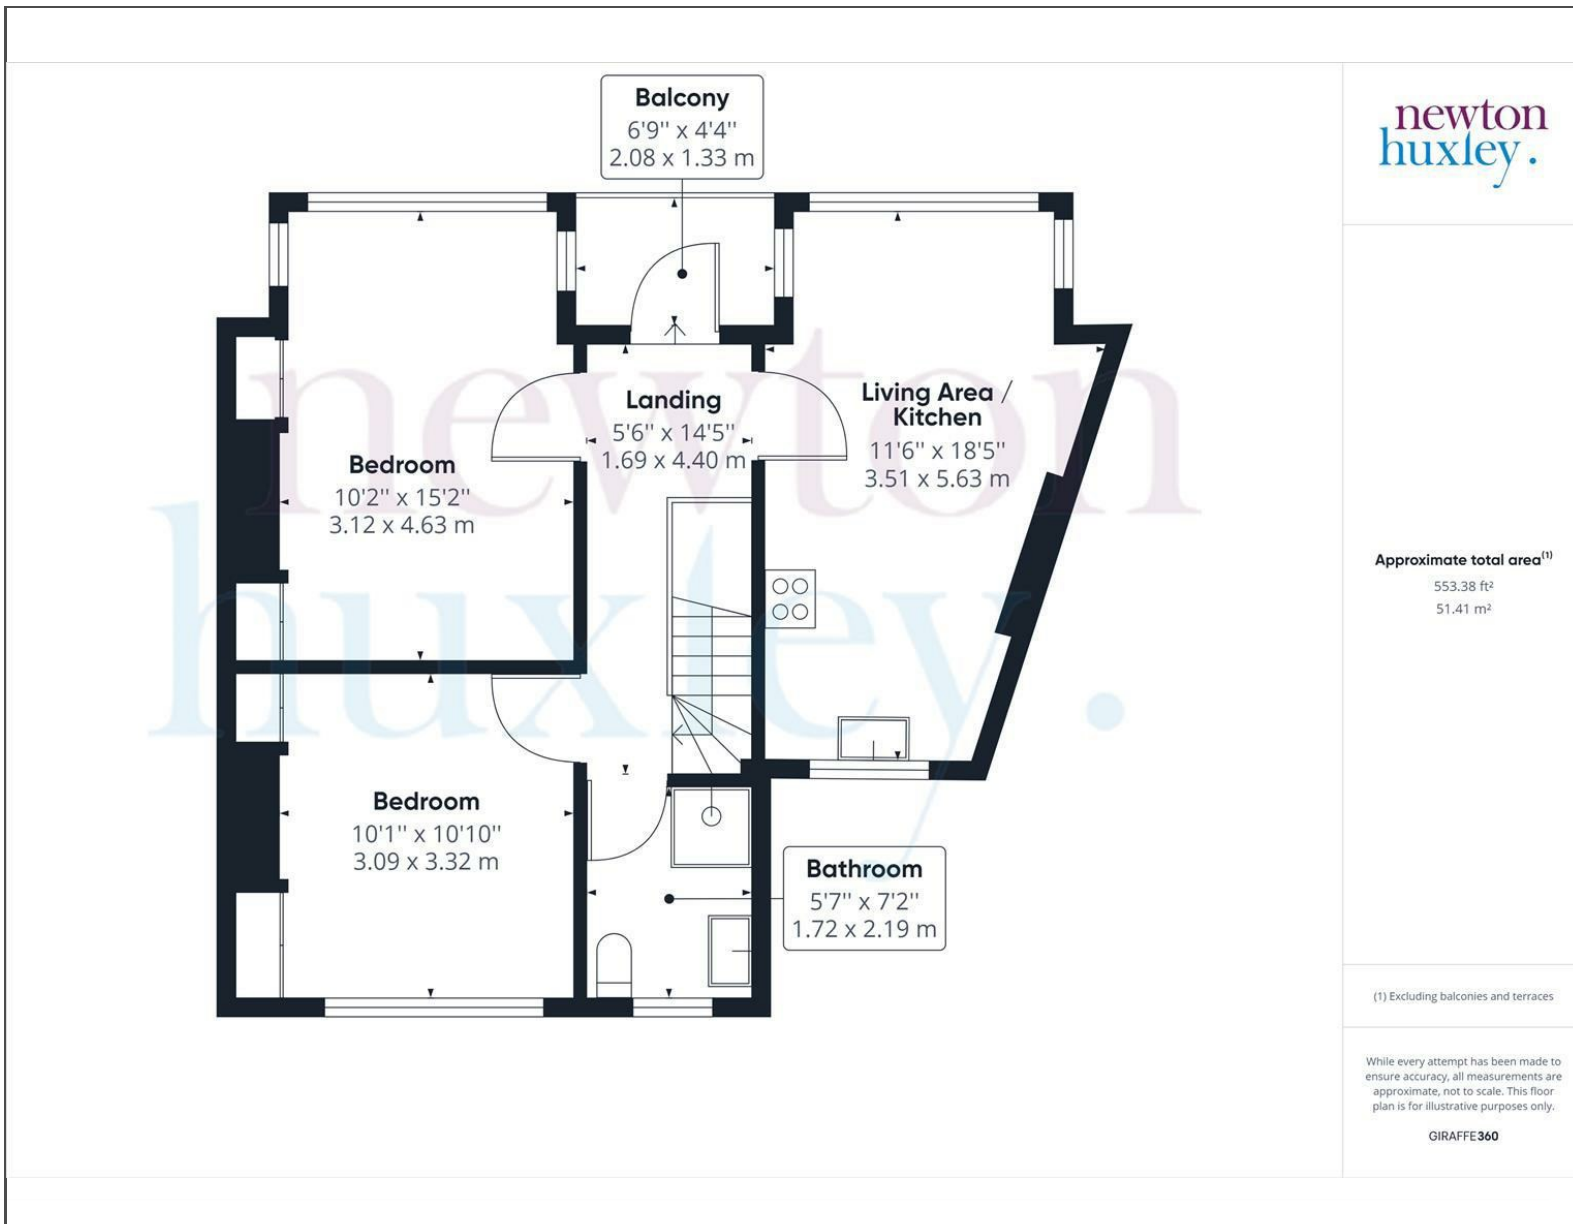 Balcony
6'9" x 4'4"
2.08 x 1.33 m
newton
huxley.
Landing
5'6" x 14'5"
1.69 x 4.40 m
Living Area /
Kitchen
11'6" x 18'5"
3.51 x 5.63 m
Bedroom
10'2" x 15'2"
3.12 x 4.63 m
newton
huxley.
Bedroom
10'1" x 10'10"
3.09 x 3.32 m
Bathroom
5'7" x 7'2"
1.72 x 2.19 m
Approximate total area(1)
553.38 ft²
51.41 m²
(1) Excluding balconies and terraces
While every attempt has been made to
ensure accuracy, all measurements are
approximate, not to scale. This floor
plan is for illustrative purposes only.
GIRAFFE360